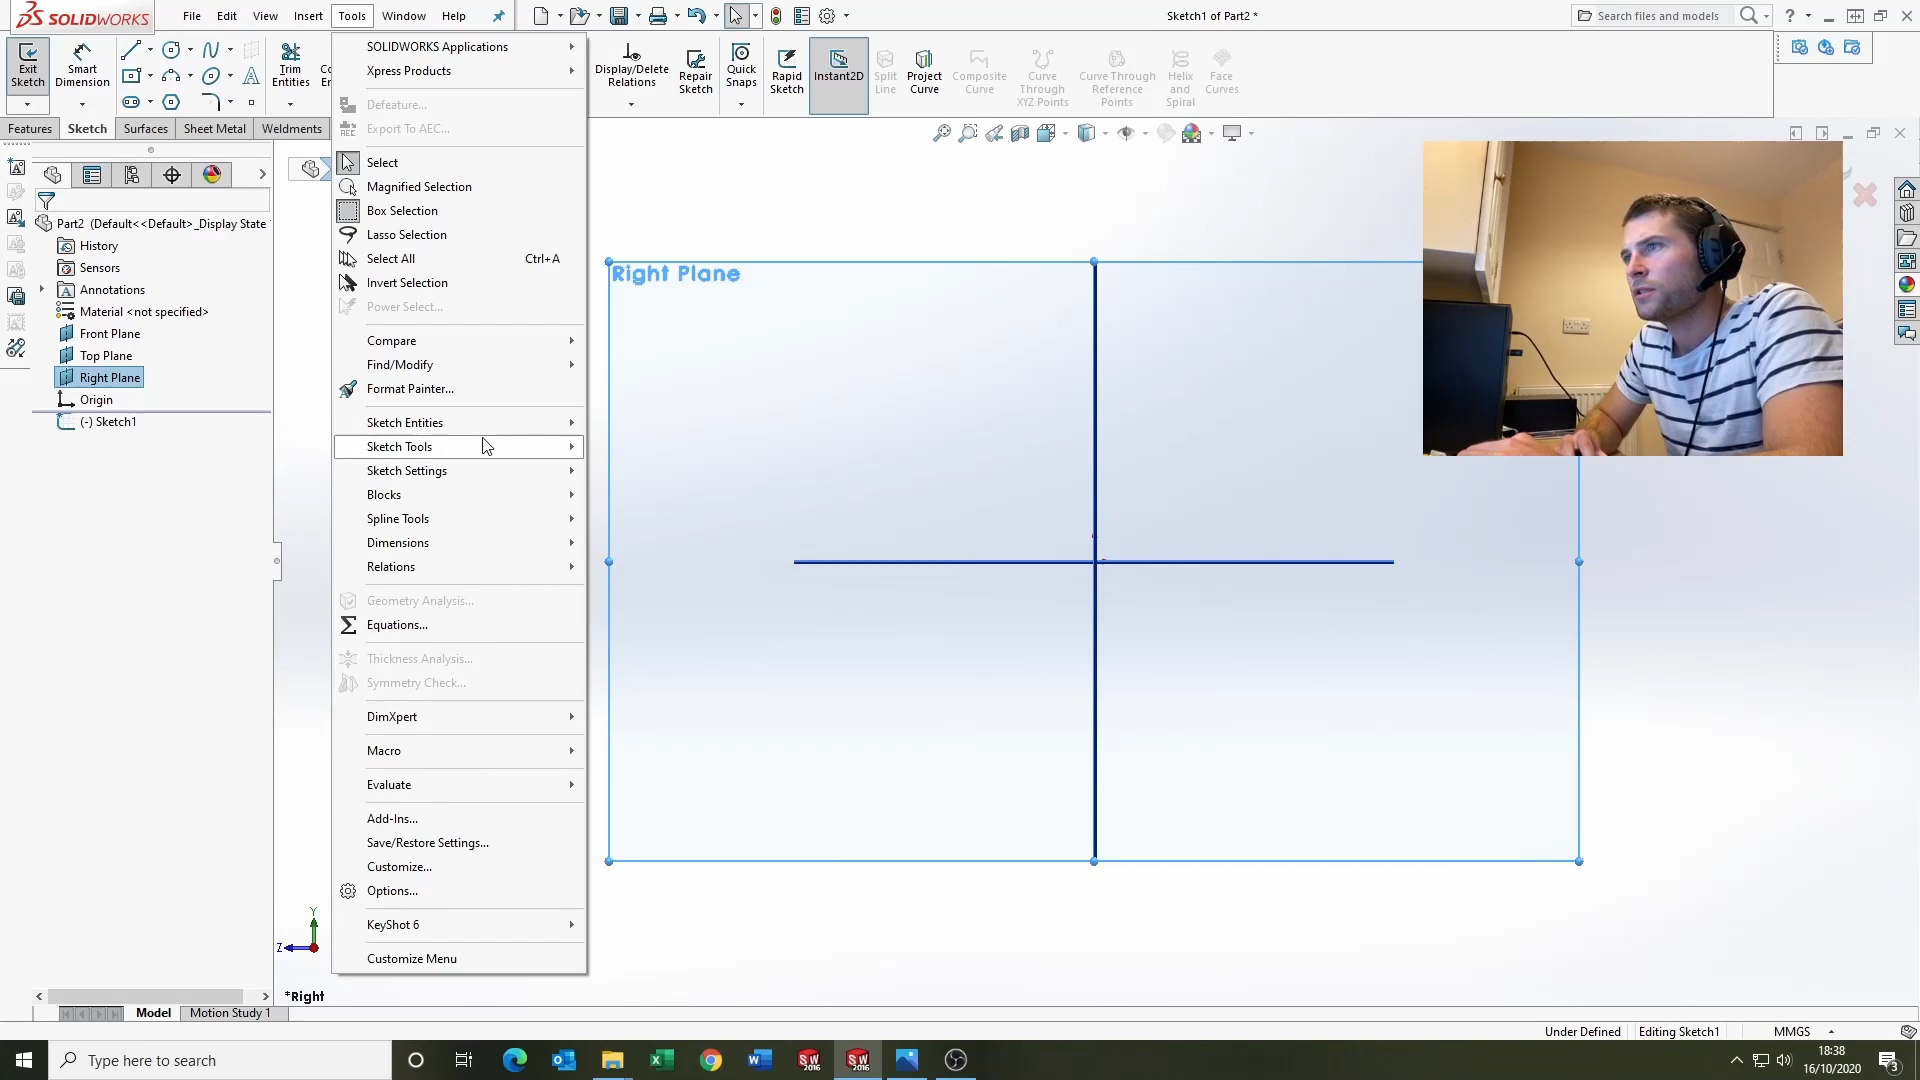 SOLIDWORKS
File Edit View Insert Tools Window Help
Sketch1 of Part2 *
Search files and models
Exit Sketch
Smart Dimension
Trim Entities
Display/Delete Relations
Repair Sketch
Quick Snaps
Rapid Sketch
Instant2D
Split Line
Project Curve
Composite Curve
Curve Through XYZ Points
Curve Through Reference Points
Helix and Spiral
Face Curves
Features Sketch Surfaces Sheet Metal Weldments
Part2 (Default<<Default>_Display State
History
Sensors
Annotations
Material <not specified>
Front Plane
Top Plane
Right Plane
Origin
(-) Sketch1
SOLIDWORKS Applications
Xpress Products
Defeature...
Export To AEC...
Select
Magnified Selection
Box Selection
Lasso Selection
Select All Ctrl+A
Invert Selection
Power Select...
Compare
Find/Modify
Format Painter...
Sketch Entities
Sketch Tools
Sketch Settings
Blocks
Spline Tools
Dimensions
Relations
Geometry Analysis...
Equations...
Thickness Analysis...
Symmetry Check...
DimXpert
Macro
Evaluate
Add-Ins...
Save/Restore Settings...
Customize...
Options...
KeyShot 6
Customize Menu
Right Plane
Y
Z
*Right
Model Motion Study 1
Under Defined Editing Sketch1 MMGS
Type here to search
SW 2016
SW 2016
18:38
16/10/2020
3